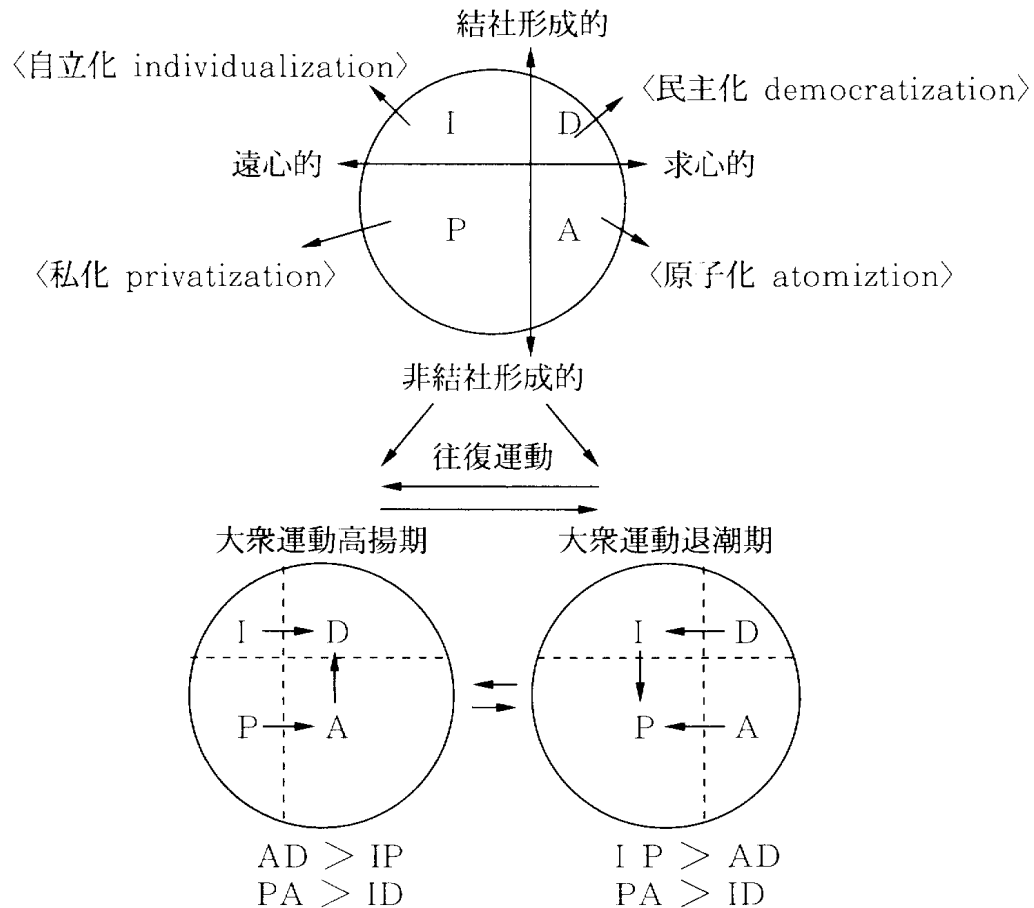 結社形成的
〈自立化 individualization〉
〈民主化 democratization〉
I D
遠心的 求心的
P A
〈私化 privatization〉 〈原子化 atomiztion〉
非結社形成的
往復運動
大衆運動高揚期 大衆運動退潮期
I D I D
P A P A
AD > IP I P > AD
PA > ID PA > ID